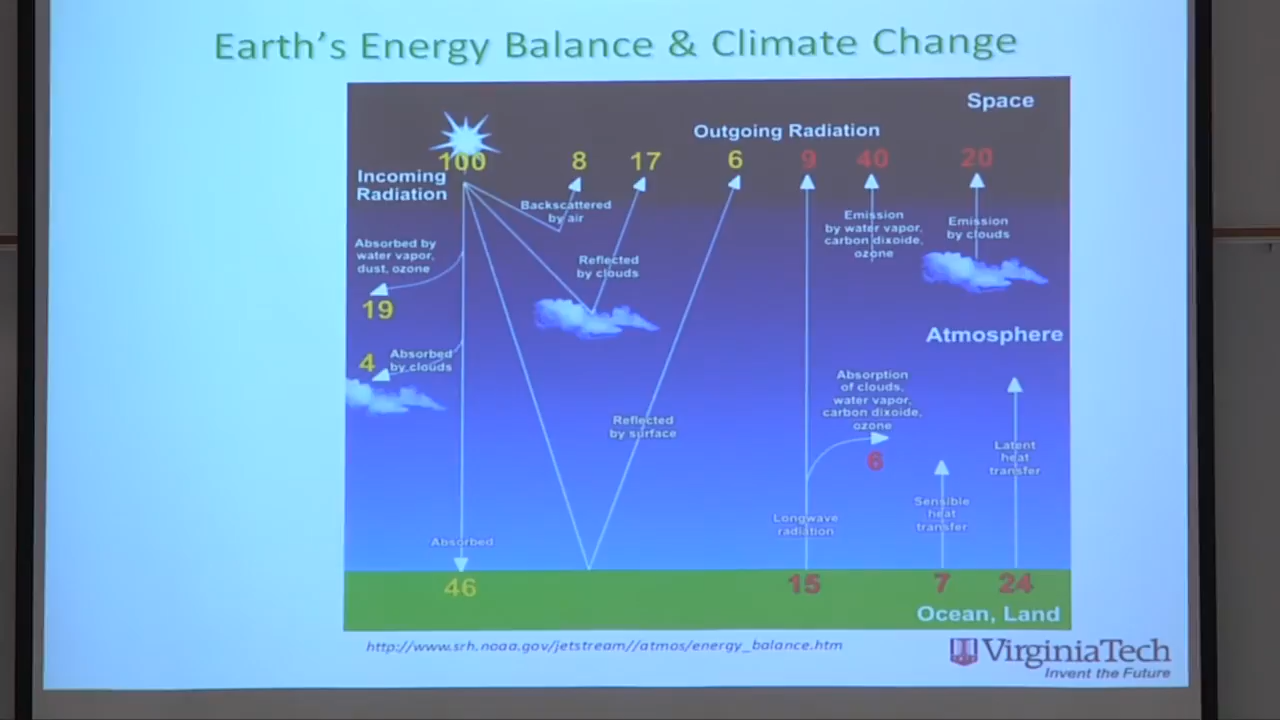 Earth's Energy Balance & Climate Change
Space
Outgoing Radiation
100
8
17
6
9
40
20
Incoming
Radiation
Backscattered
by air
Emission
by water vapor,
carbon dixoide,
ozone
Emission
by clouds
Absorbed by
water vapor,
dust, ozone
19
Reflected
by clouds
Atmosphere
4
Absorbed
by clouds
Absorption
of clouds,
water vapor,
carbon dixoide,
ozone
6
Reflected
by surface
Latent
heat
transfer
Sensible
heat
transfer
Longwave
radiation
Absorbed
46
15
7
24
Ocean, Land
http://www.srh.noaa.gov/jetstream//atmos/energy_balance.htm
VirginiaTech
Invent the Future